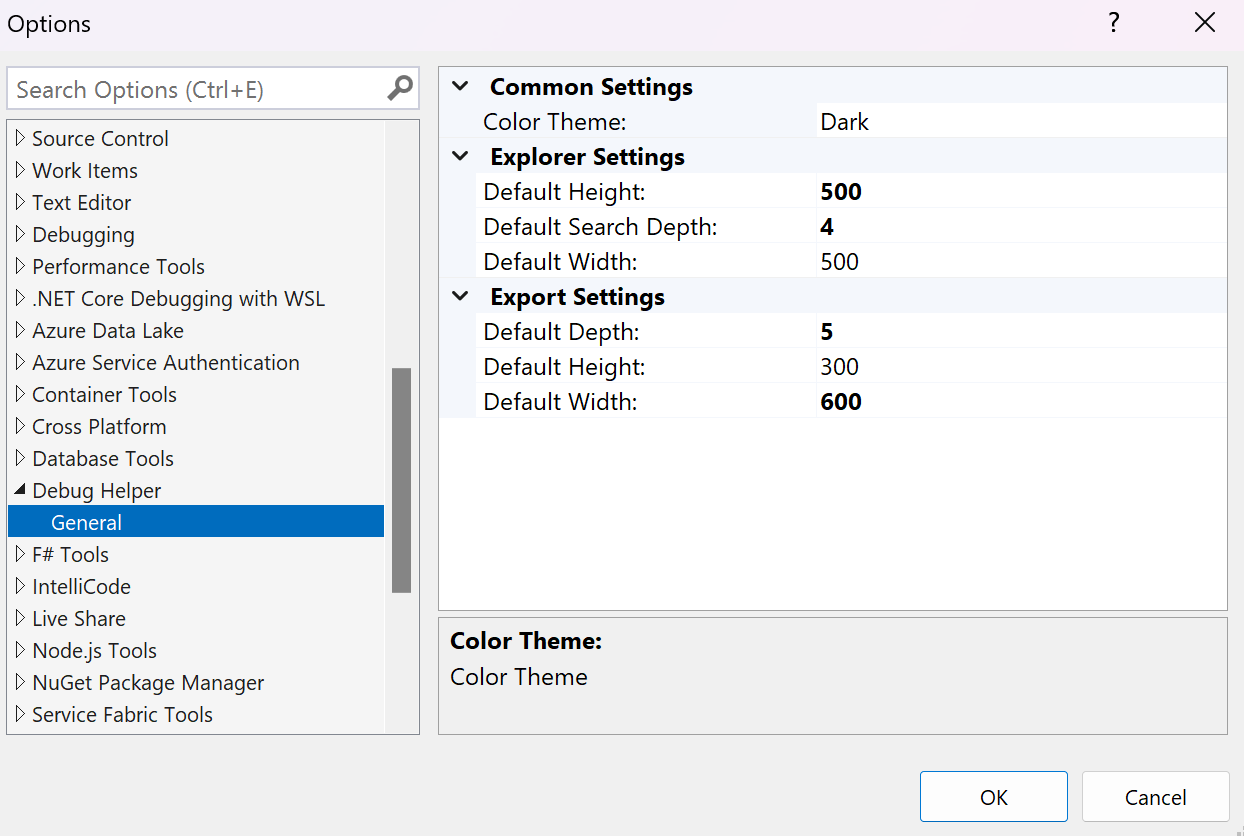 Options
?
Search Options (Ctrl+E)
Source Control
Work Items
Text Editor
Debugging
Performance Tools
.NET Core Debugging with WSL
Azure Data Lake
Azure Service Authentication
Container Tools
Cross Platform
Database Tools
Debug Helper
General
F# Tools
IntelliCode
Live Share
Node.js Tools
NuGet Package Manager
Service Fabric Tools
Common Settings
Color Theme: Dark
Explorer Settings
Default Height: 500
Default Search Depth: 4
Default Width: 500
Export Settings
Default Depth: 5
Default Height: 300
Default Width: 600
Color Theme:
Color Theme
OK
Cancel